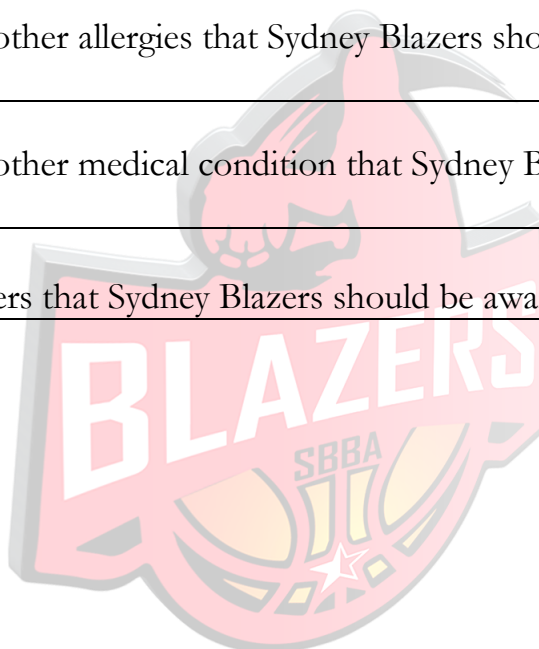 other allergies that Sydney Blazers sho
other medical condition that Sydney B
ers that Sydney Blazers should be awa
BLAZERS
SBBA